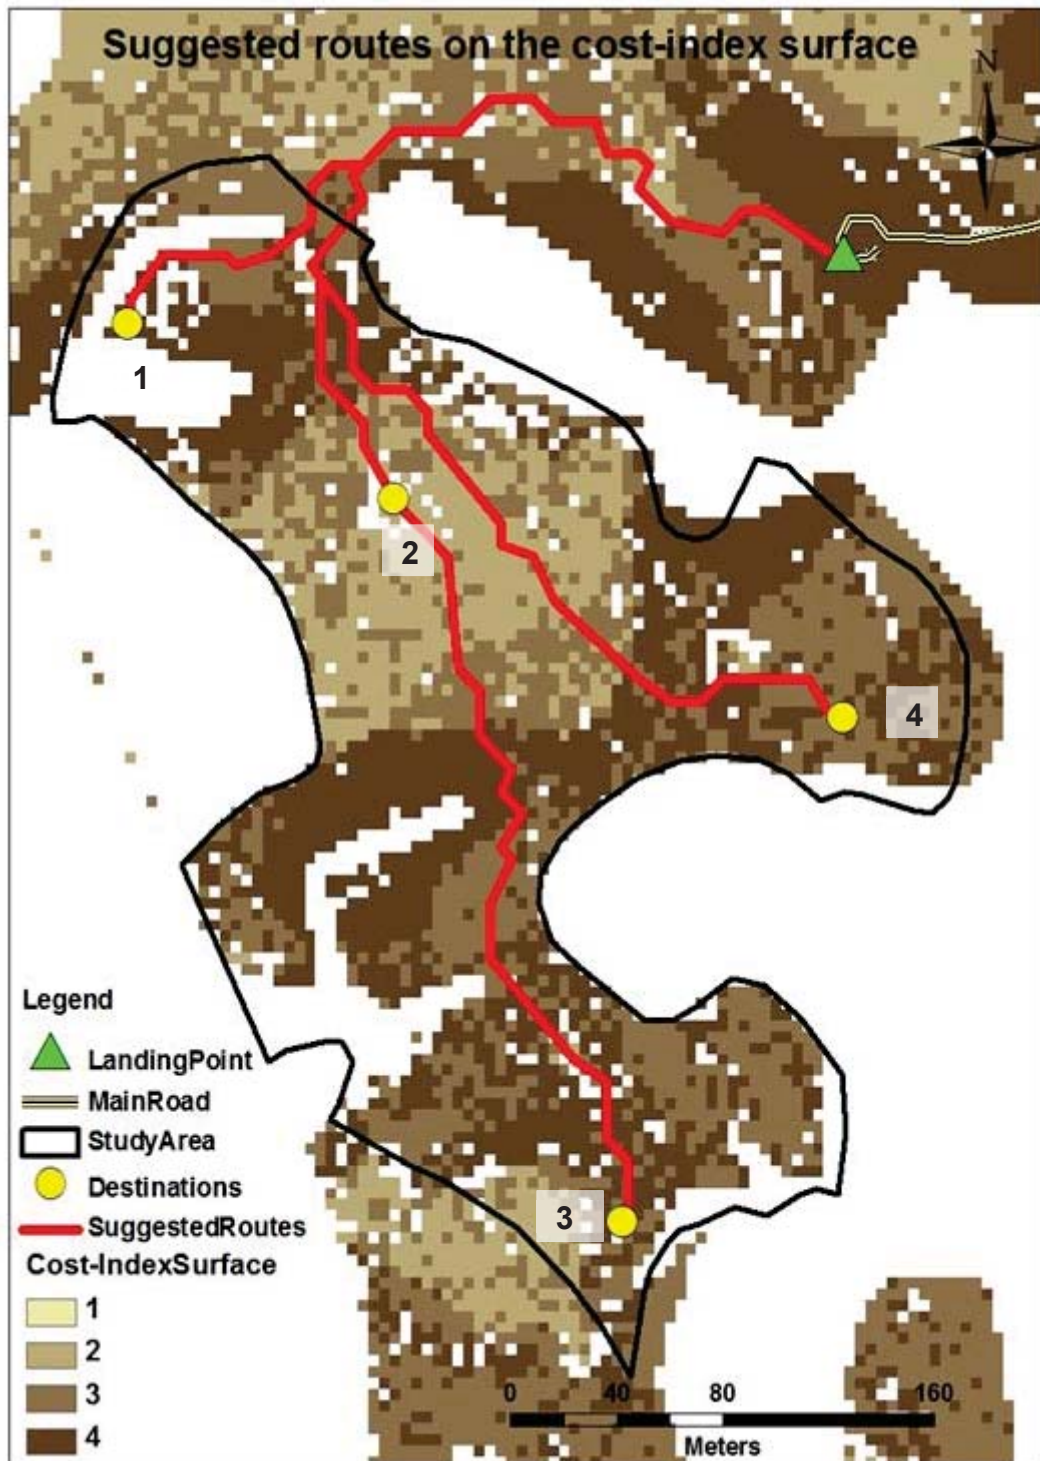 Suggested routes on the cost-index surface
N
1
2
4
3
Legend
LandingPoint
MainRoad
StudyArea
Destinations
SuggestedRoutes
Cost-IndexSurface
1
2
3
4
0 40 80 160
Meters